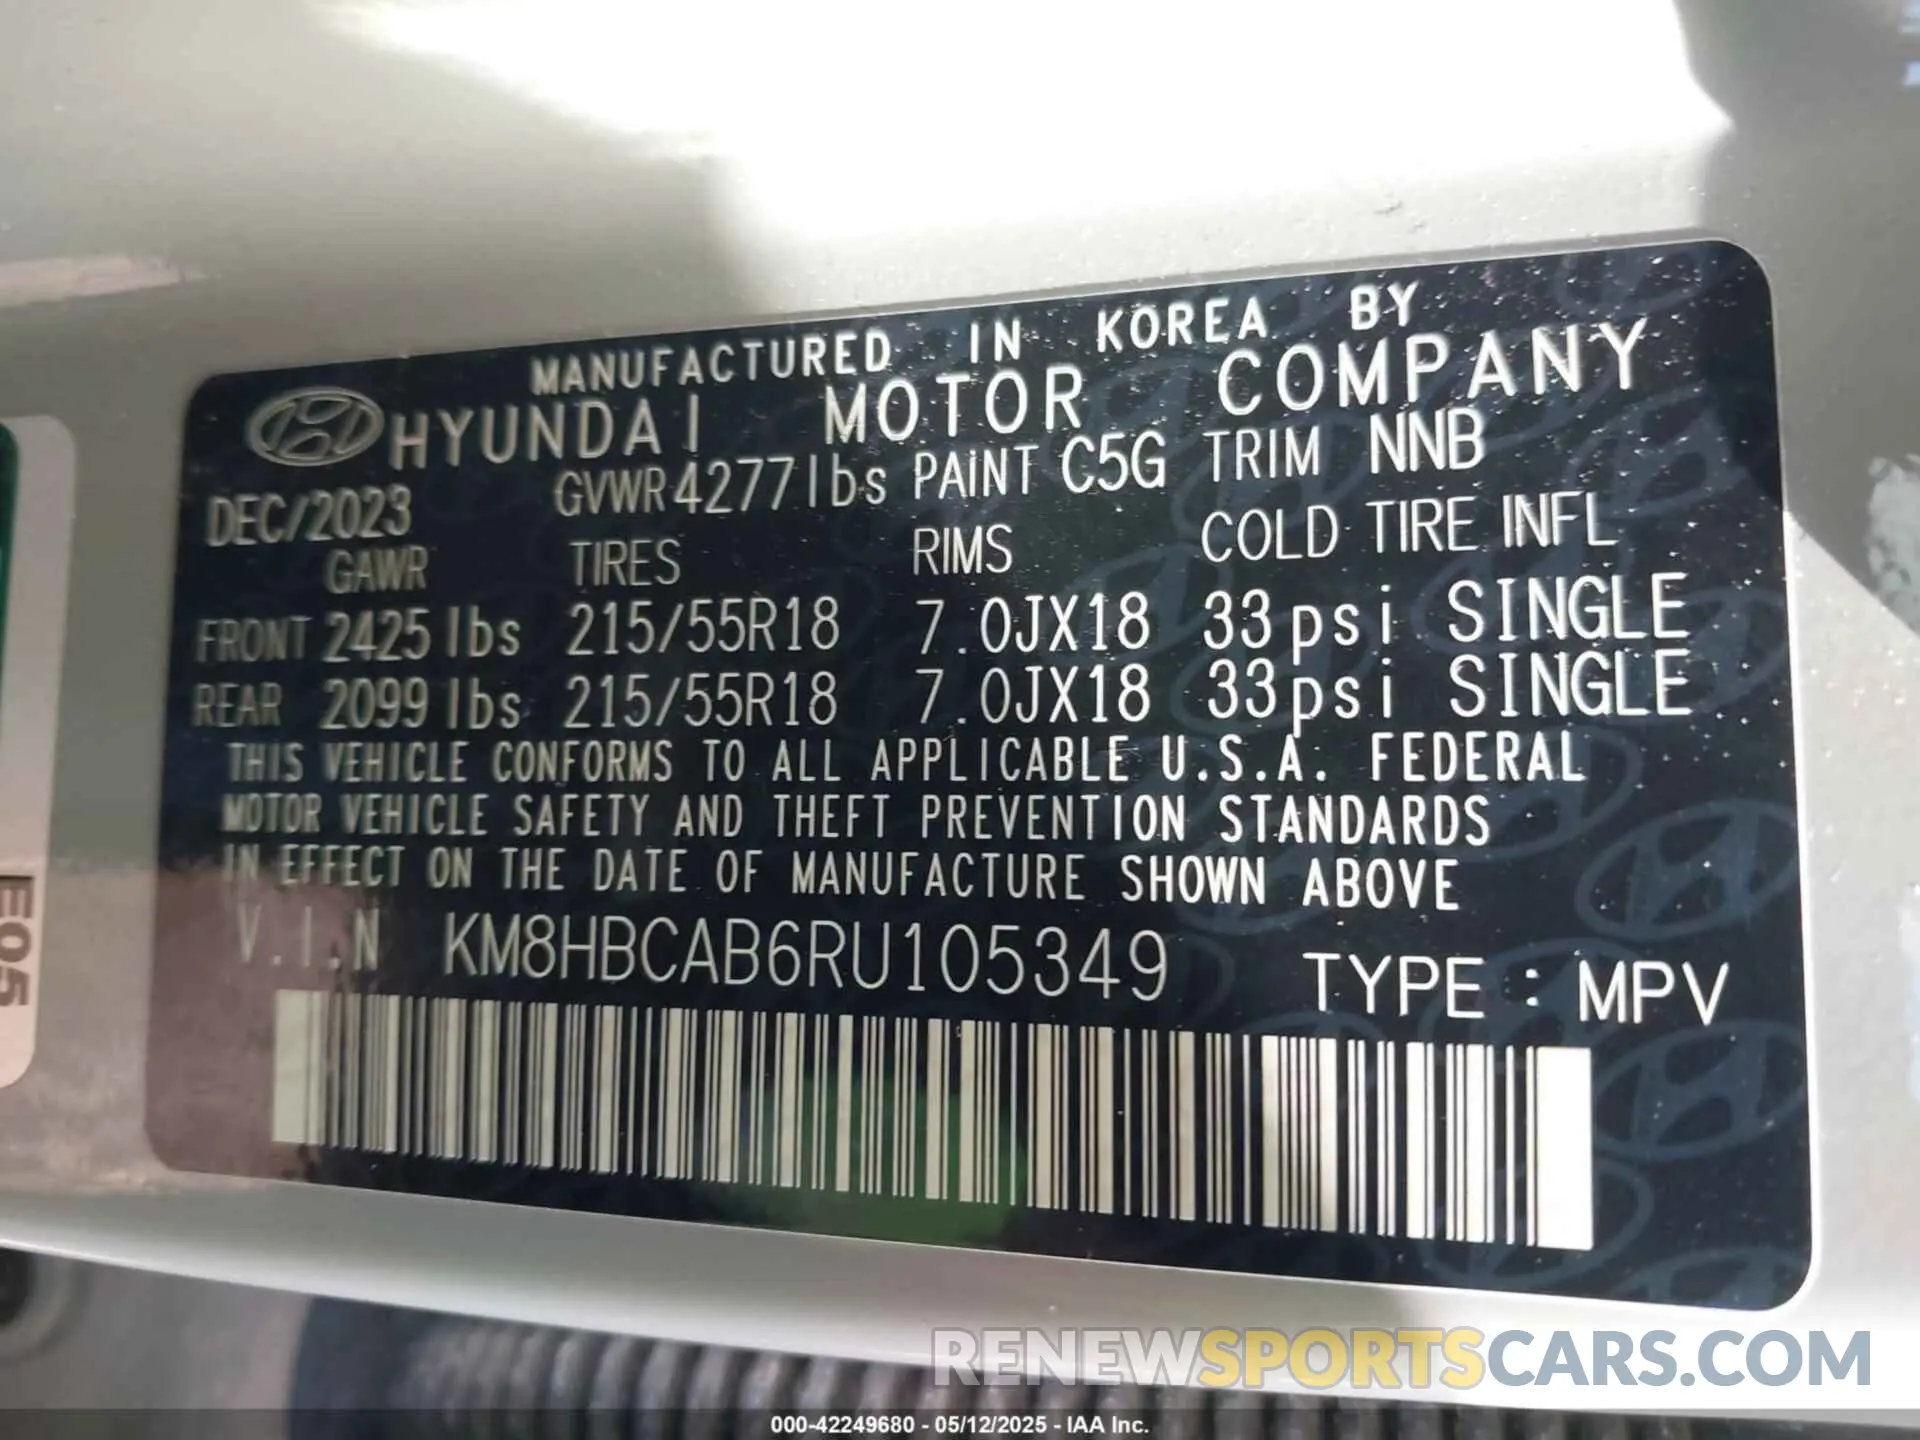 MANUFACTURED IN KOREA BY
HYUNDAI MOTOR COMPANY
DEC/2023 GVWR 4277lbs PAINT C5G TRIM NNB
GAWR TIRES RIMS COLD TIRE INFL
FRONT 2425 lbs 215/55R18 7.0JX18 33psi SINGLE
REAR 2099 lbs 215/55R18 7.0JX18 33psi SINGLE
THIS VEHICLE CONFORMS TO ALL APPLICABLE U.S.A. FEDERAL
MOTOR VEHICLE SAFETY AND THEFT PREVENTION STANDARDS
IN EFFECT ON THE DATE OF MANUFACTURE SHOWN ABOVE
V.I.N KM8HBCAB6RU105349 TYPE : MPV
E05
RENEWSPORTSCARS.COM
000-42249680 - 05/12/2025 - IAA Inc.